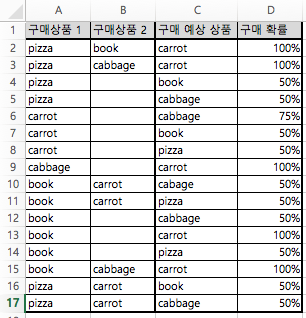 A B C D
1 구매상품 1 구매상품 2 구매 예상 상품 구매 확률
2 pizza book carrot 100%
3 pizza cabbage carrot 100%
4 pizza book 50%
5 pizza cabbage 50%
6 carrot cabbage 75%
7 carrot book 50%
8 carrot pizza 50%
9 cabbage carrot 100%
10 book carrot cabage 50%
11 book carrot pizza 50%
12 book cabbage 50%
13 book carrot 100%
14 book pizza 50%
15 book cabbage carrot 100%
16 pizza carrot book 50%
17 pizza carrot cabbage 50%